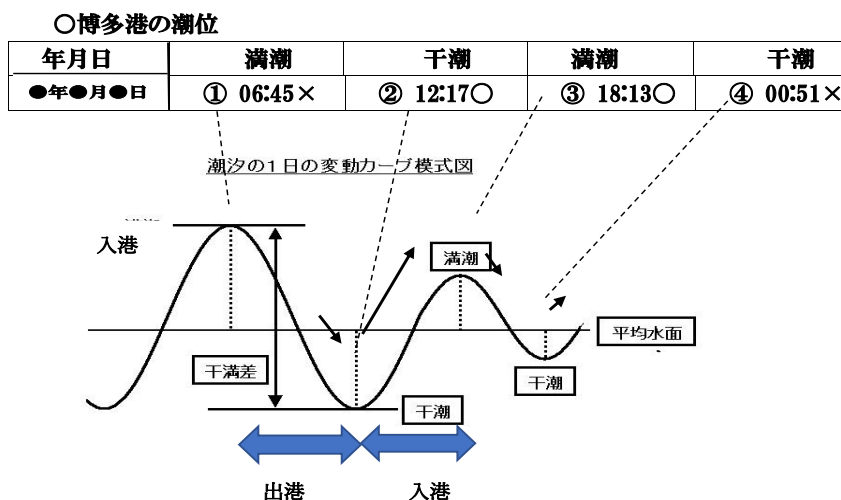 〇博多港の潮位
年月日 満潮 干潮 満潮 干潮
●年●月●日 ① 06:45× ② 12:17〇 ③ 18:13〇 ④ 00:51×
潮汐の1日の変動カーブ模式図
入港
満潮
平均水面
干満差
干潮
干潮
出港 入港